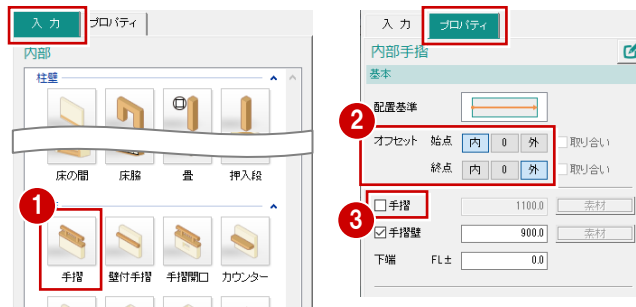 入 力
プロパティ
内部
柱壁
床の間
床脇
畳
押入段
1
手摺
壁付手摺
手摺開口
カウンター
入 力
プロパティ
内部手摺
基本
配置基準
2
オフセット 始点 内 0 外 取り合い
終点 内 0 外 取り合い
3
手摺 1100.0 素材
手摺壁 900.0 素材
下端 FL± 0.0